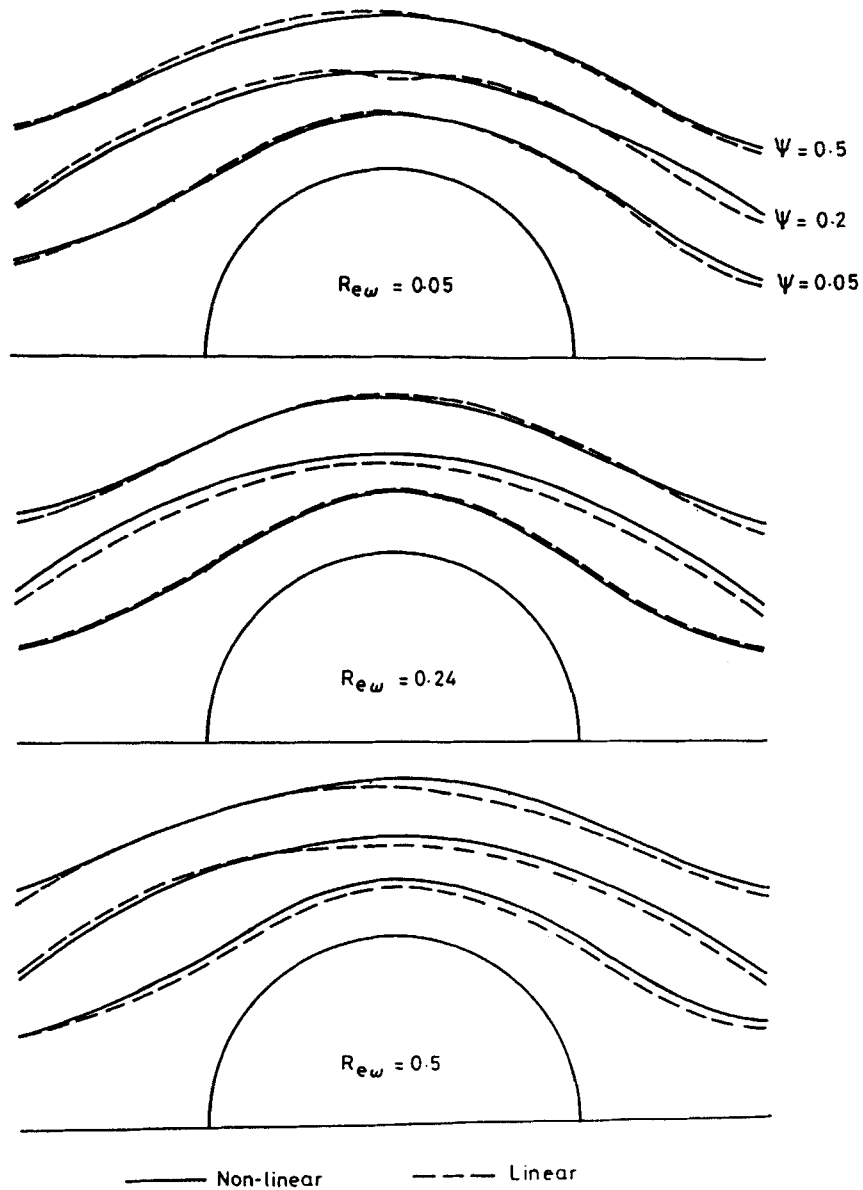 Ψ = 0·5
Ψ = 0·2
Ψ = 0·05
Reω = 0·05
Reω = 0·24
Reω = 0·5
Non-linear
Linear